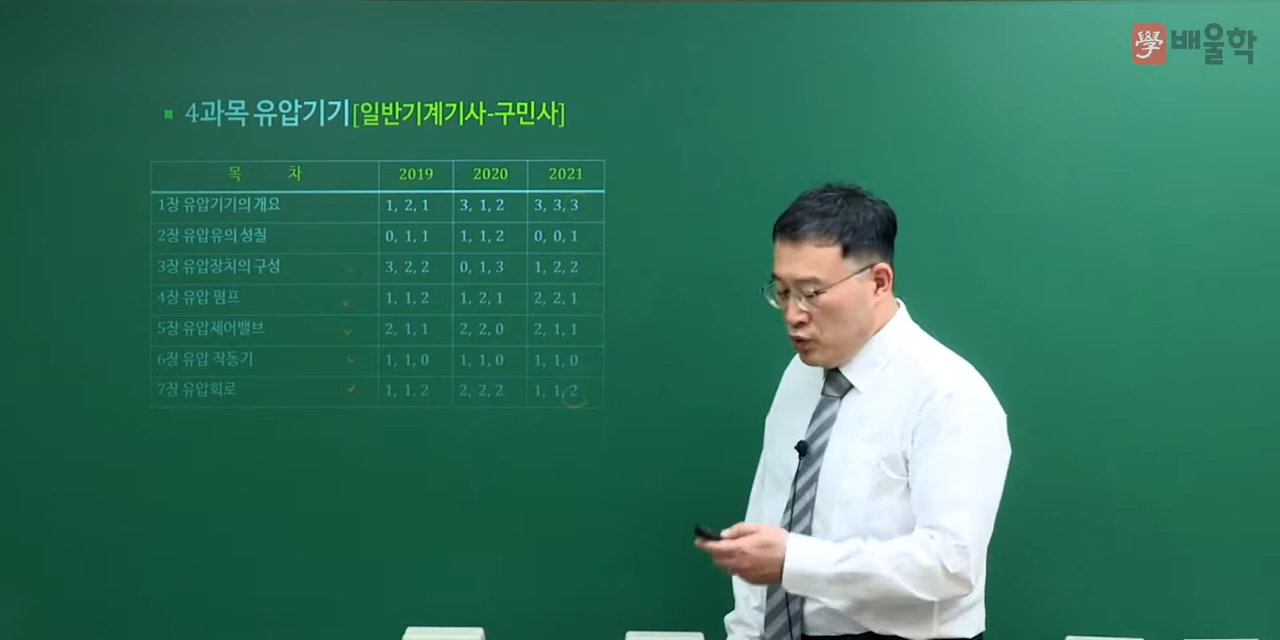 學 배울학
▪ 4과목 유압기기[일반기계기사-구민사]
목 차 2019 2020 2021
1장 유압기기의 개요 1, 2, 1 3, 1, 2 3, 3, 3
2장 유압유의 성질 0, 1, 1 1, 1, 2 0, 0, 1
3장 유압장치의 구성 3, 2, 2 0, 1, 3 1, 2, 2
4장 유압 펌프 1, 1, 2 1, 2, 1 2, 2, 1
5장 유압제어밸브 2, 1, 1 2, 2, 0 2, 1, 1
6장 유압 작동기 1, 1, 0 1, 1, 0 1, 1, 0
7장 유압회로 1, 1, 2 2, 2, 2 1, 1, 2